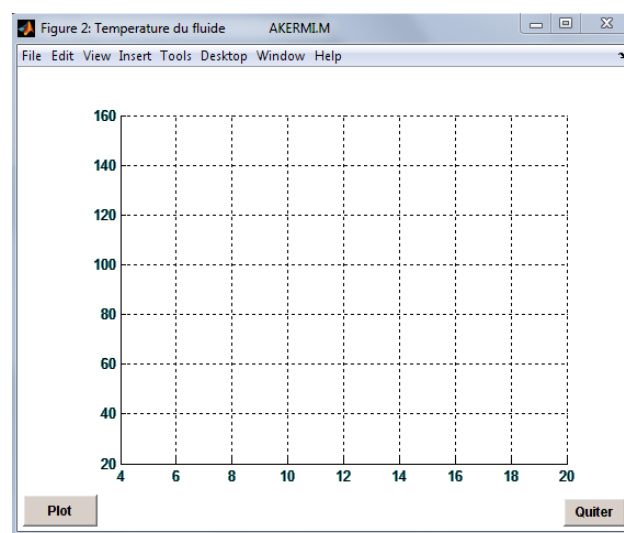 Figure 2: Temperature du fluide AKERMI.M
File Edit View Insert Tools Desktop Window Help
160
140
120
100
80
60
40
20
4 6 8 10 12 14 16 18 20
Plot Quiter